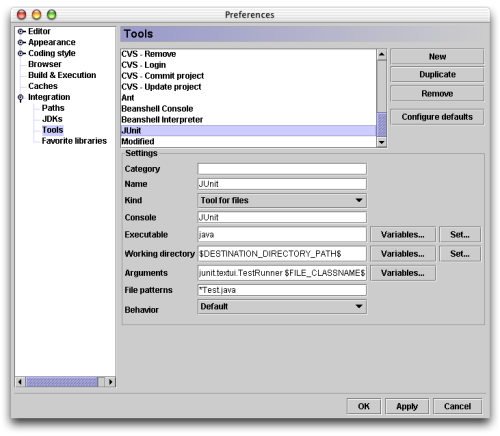 Preferences
Editor
Appearance
Coding style
Browser
Build & Execution
Caches
Integration
Paths
JDKs
Tools
Favorite libraries
Tools
CVS - Remove
CVS - Login
CVS - Commit project
CVS - Update project
Ant
Beanshell Console
Beanshell Interpreter
JUnit
Modified
New
Duplicate
Remove
Configure defaults
Settings
Category
Name JUnit
Kind Tool for files
Console JUnit
Executable java Variables... Set...
Working directory $DESTINATION_DIRECTORY_PATH$ Variables... Set...
Arguments junit.textui.TestRunner $FILE_CLASSNAME$ Variables...
File patterns *Test.java
Behavior Default
OK Apply Cancel